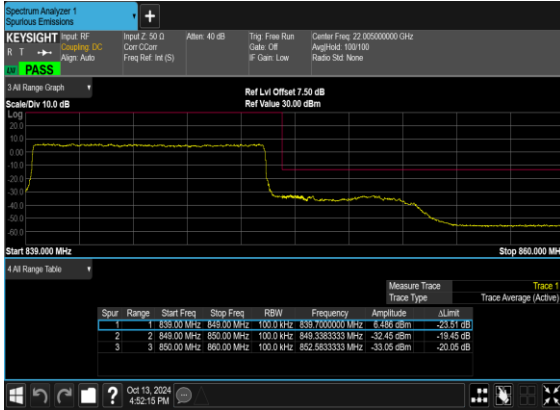 Spectrum Analyzer 1
Spurious Emissions
+
KEYSIGHT Input: RF Input Z: 50 Ω Atten: 40 dB Trig: Free Run Center Freq: 22.005000000 GHz
R T Coupling: DC Corr CCorr Gate: Off Avg|Hold: 100/100
Align: Auto Freq Ref: Int (S) IF Gain: Low Radio Std: None
PASS
3 All Range Graph
Ref Lvl Offset 7.50 dB
Scale/Div 10.0 dB Ref Value 30.00 dBm
Log
20.0
10.0
0.00
-10.0
-20.0
-30.0
-40.0
-50.0
-60.0
Start 839.000 MHz Stop 860.000 MH
4 All Range Table
Measure Trace Trace 1
Trace Type Trace Average (Active)
Spur Range Start Freq Stop Freq RBW Frequency Amplitude ΔLimit
1 1 839.00 MHz 849.00 MHz 100.0 kHz 839.7000000 MHz 6.486 dBm -23.51 dB
2 2 849.00 MHz 850.00 MHz 100.0 kHz 849.3383333 MHz -32.45 dBm -19.45 dB
3 3 850.00 MHz 860.00 MHz 100.0 kHz 852.5833333 MHz -33.05 dBm -20.05 dB
? Oct 13, 2024
4:52:15 PM